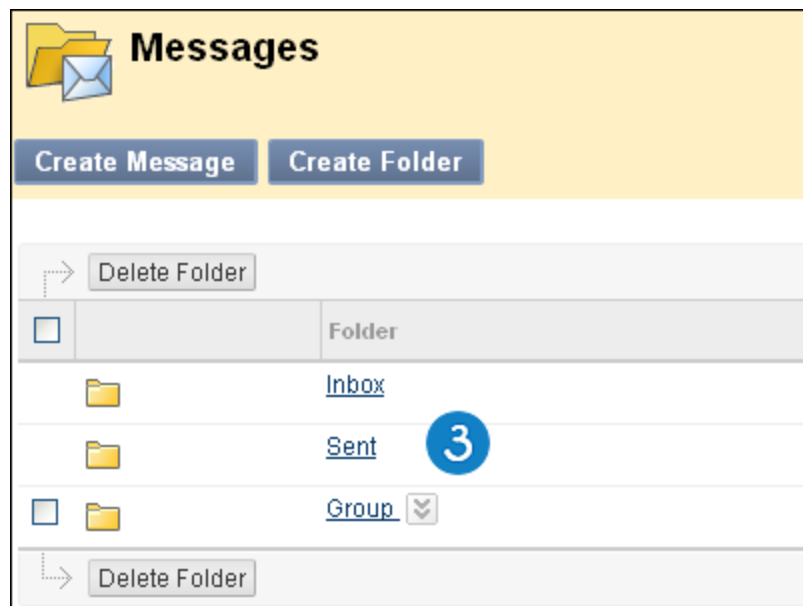 Messages
Create Message Create Folder
Delete Folder
Folder
Inbox
Sent 3
Group
Delete Folder